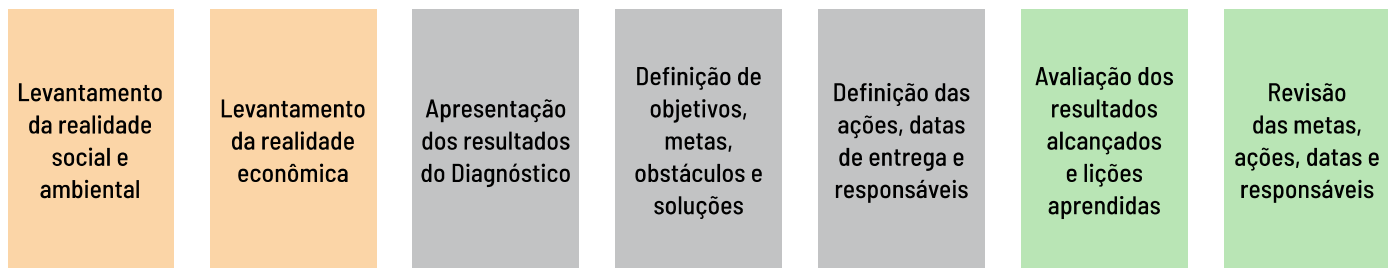 Levantamento
da realidade
social e
ambiental
Levantamento
da realidade
econômica
Apresentação
dos resultados
do Diagnóstico
Definição de
objetivos,
metas,
obstáculos e
soluções
Definição das
ações, datas
de entrega e
responsáveis
Avaliação dos
resultados
alcançados
e lições
aprendidas
Revisão
das metas,
ações, datas e
responsáveis